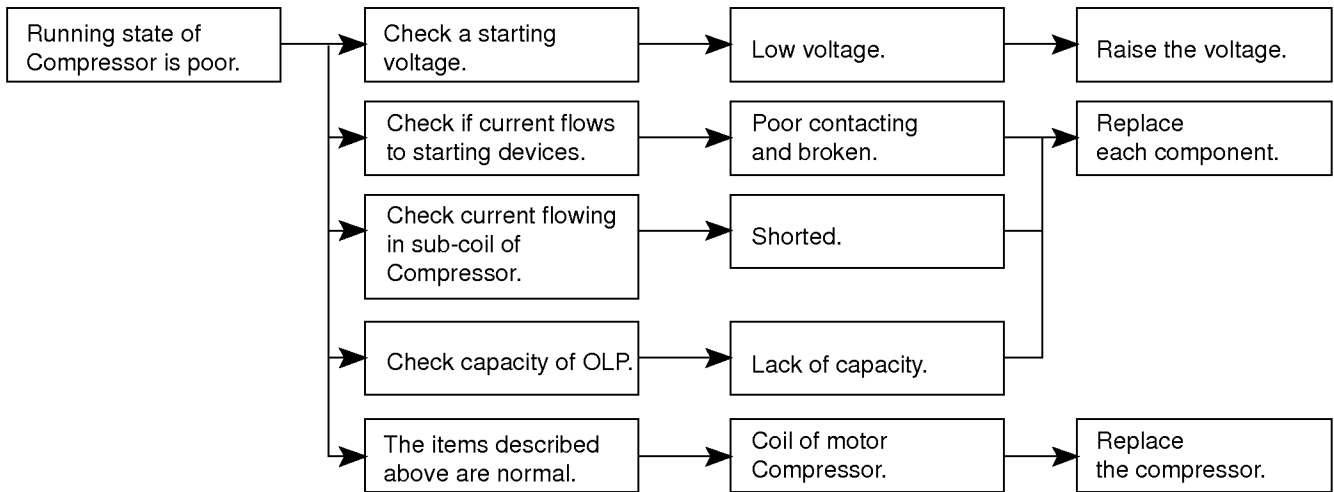 Running state of
Compressor is poor.
Check a starting
voltage.
Low voltage.
Raise the voltage.
Check if current flows
to starting devices.
Poor contacting
and broken.
Replace
each component.
Check current flowing
in sub-coil of
Compressor.
Shorted.
Check capacity of OLP.
Lack of capacity.
The items described
above are normal.
Coil of motor
Compressor.
Replace
the compressor.